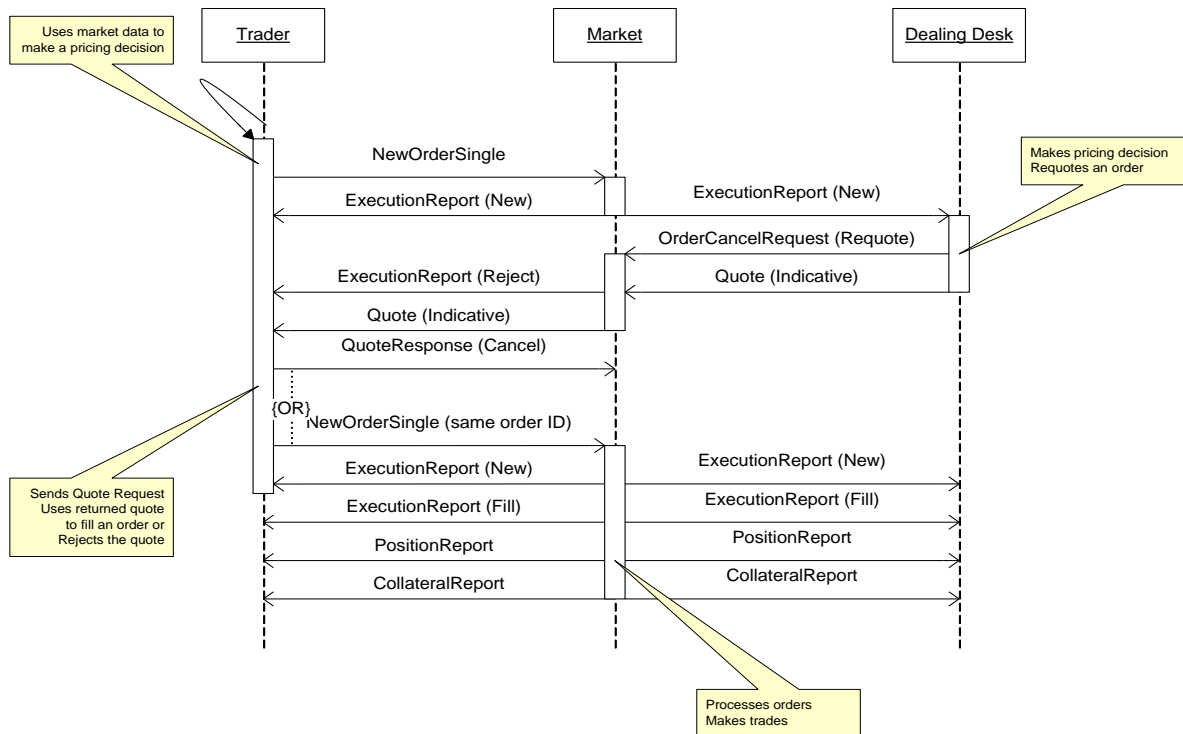 Uses market data to
make a pricing decision
Trader
Market
Dealing Desk
NewOrderSingle
Makes pricing decision
Requotes an order
ExecutionReport (New)
ExecutionReport (New)
OrderCancelRequest (Requote)
ExecutionReport (Reject)
Quote (Indicative)
Quote (Indicative)
QuoteResponse (Cancel)
{OR}
NewOrderSingle (same order ID)
ExecutionReport (New)
ExecutionReport (New)
Sends Quote Request
Uses returned quote
to fill an order or
Rejects the quote
ExecutionReport (Fill)
ExecutionReport (Fill)
PositionReport
PositionReport
CollateralReport
CollateralReport
Processes orders
Makes trades